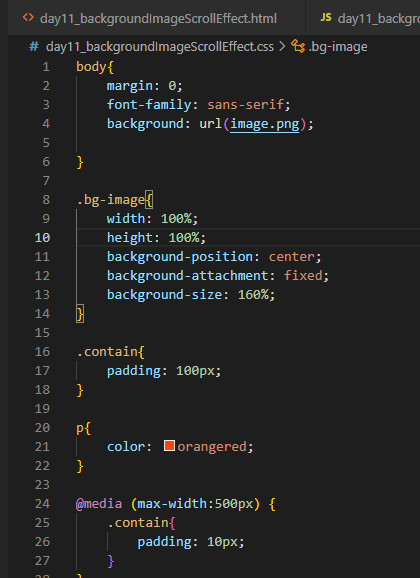 <> day11_backgroundImageScrollEffect.html JS day11_backg
# day11_backgroundImageScrollEffect.css > .bg-image
1 body{
2 margin: 0;
3 font-family: sans-serif;
4 background: url(image.png);
5
6 }
7
8 .bg-image{
9 width: 100%;
10 height: 100%;
11 background-position: center;
12 background-attachment: fixed;
13 background-size: 160%;
14 }
15
16 .contain{
17 padding: 100px;
18 }
19
20 p{
21 color: orangered;
22 }
23
24 @media (max-width:500px) {
25 .contain{
26 padding: 10px;
27 }
28 }